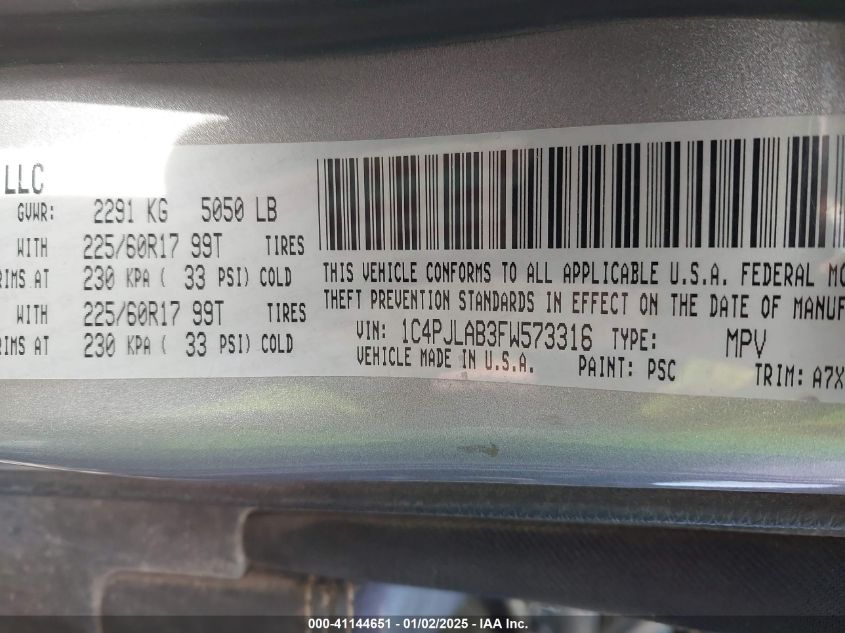 LLC
GVWR: 2291 KG 5050 LB
WITH 225/60R17 99T TIRES
RIMS AT 230 KPA ( 33 PSI) COLD
WITH 225/60R17 99T TIRES
RIMS AT 230 KPA ( 33 PSI) COLD
THIS VEHICLE CONFORMS TO ALL APPLICABLE U.S.A. FEDERAL MO
THEFT PREVENTION STANDARDS IN EFFECT ON THE DATE OF MANUF
VIN: 1C4PJLAB3FW573316 TYPE: MPV
VEHICLE MADE IN U.S.A. PAINT: PSC TRIM: A7X
000-41144651 - 01/02/2025 - IAA Inc.